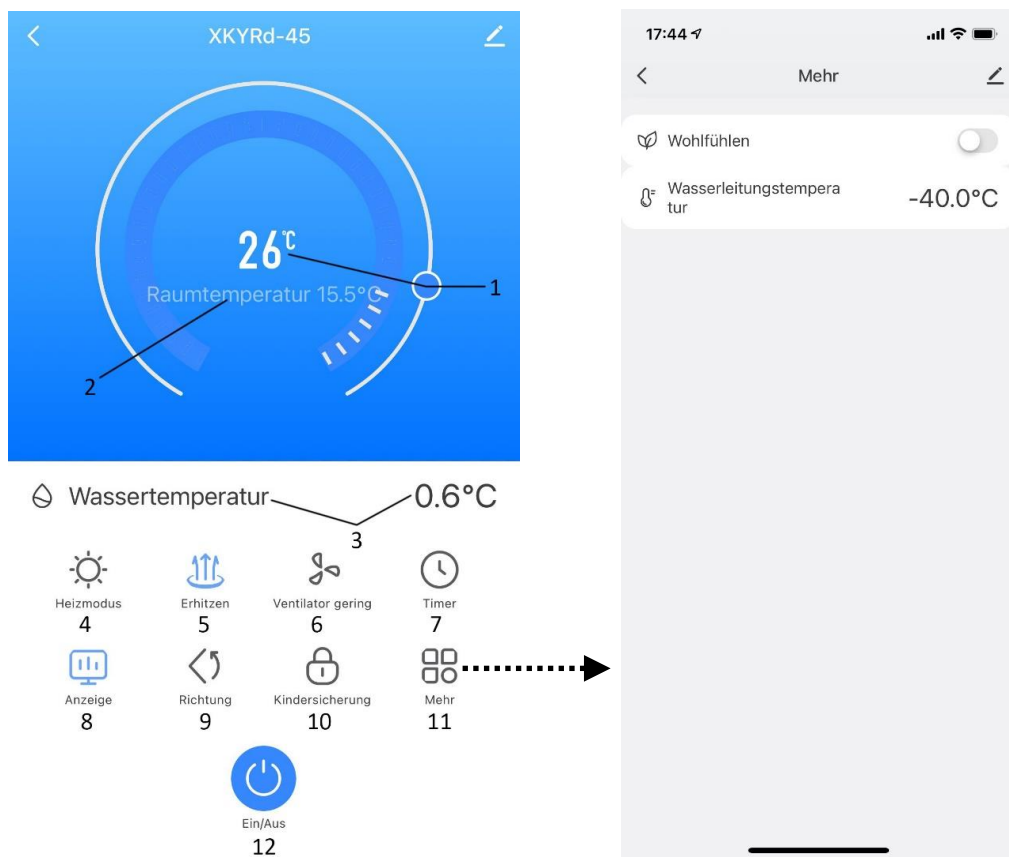 XKYRd-45
26℃
Raumtemperatur 15.5°C
1
2
Wassertemperatur 0.6°C
3
Heizmodus Erhitzen Ventilator gering Timer
4 5 6 7
Anzeige Richtung Kindersicherung Mehr
8 9 10 11
Ein/Aus
12
17:44
Mehr
Wohlfühlen
Wasserleitungstempera
tur
-40.0°C